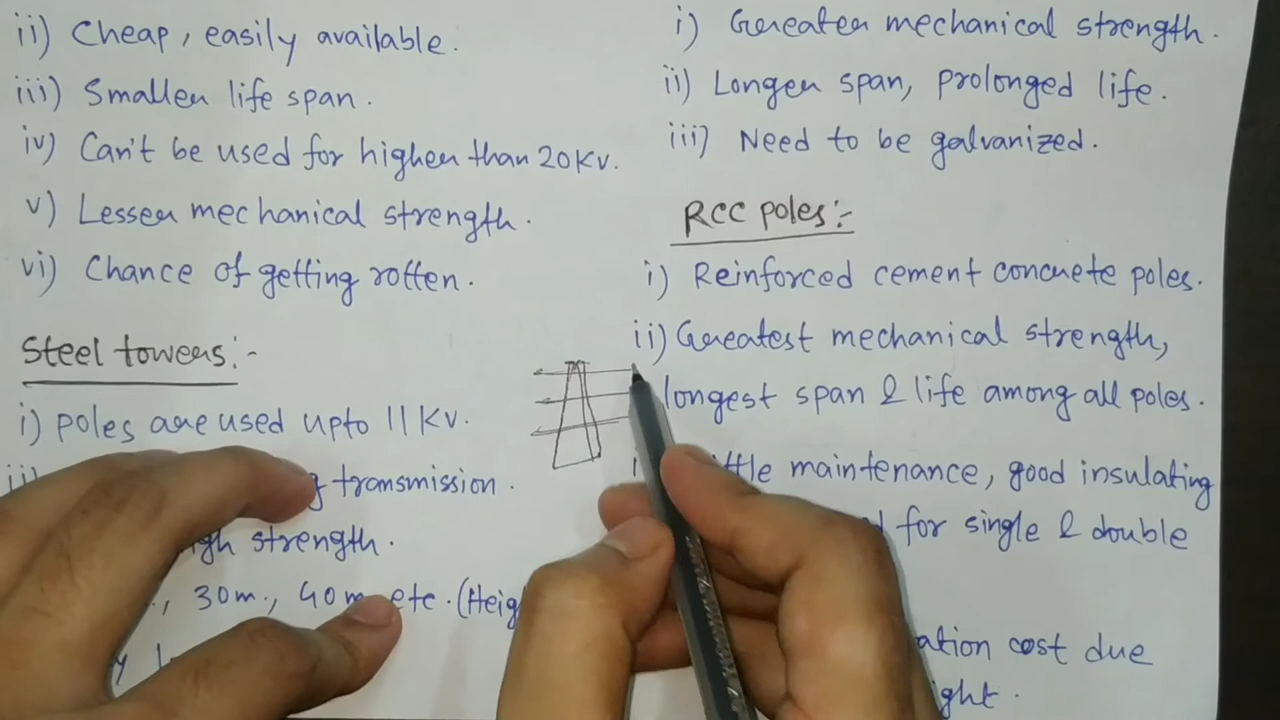 ii) Cheap, easily available.
iii) Smaller life span.
iv) Can't be used for higher than 20KV.
v) Lesser mechanical strength.
vi) Chance of getting rotten.
Steel towers:-
i) Poles are used upto 11KV.
transmission.
strength.
30m., 40m etc. (Heig
i) Greater mechanical strength.
ii) Longer span, prolonged life.
iii) Need to be galvanized.
RCC poles:-
i) Reinforced cement concrete poles.
ii) Greatest mechanical strength,
longest span & life among all poles.
maintenance, good insulating
for single & double
cost due